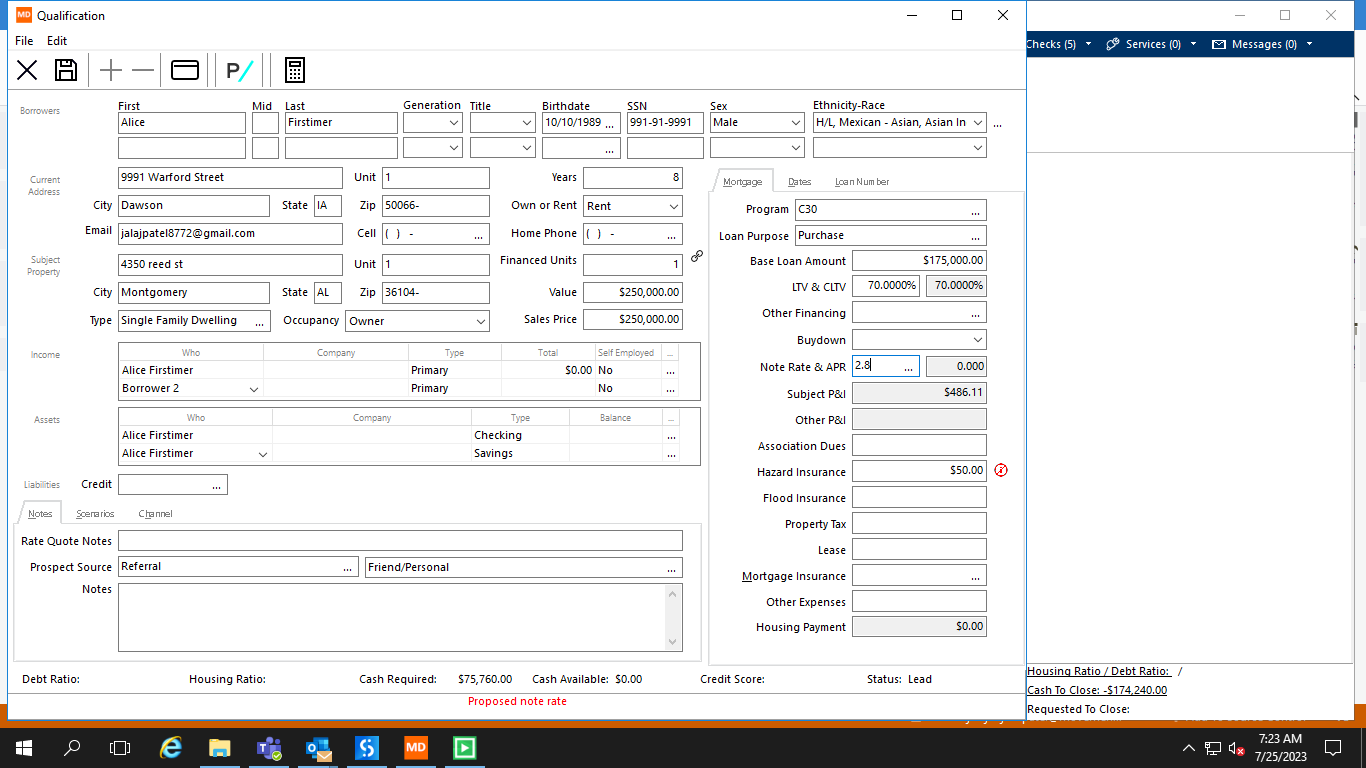 MD Qualification
File Edit
P/
Checks (5) Services (0) Messages (0)
Borrowers
First Mid Last Generation Title Birthdate SSN Sex Ethnicity-Race
Alice Firstimer 10/10/1989 ... 991-91-9991 Male H/L, Mexican - Asian, Asian In ...
...
Current Address
9991 Warford Street Unit 1 Years 8
City Dawson State IA Zip 50066- Own or Rent Rent
Email jalajpatel8772@gmail.com Cell ( ) - ... Home Phone ( ) - ...
Subject Property
4350 reed st Unit 1 Financed Units 1
City Montgomery State AL Zip 36104- Value $250,000.00
Type Single Family Dwelling ... Occupancy Owner Sales Price $250,000.00
Income
Who Company Type Total Self Employed ...
Alice Firstimer Primary $0.00 No ...
Borrower 2 Primary No ...
Assets
Who Company Type Balance ...
Alice Firstimer Checking ...
Alice Firstimer Savings ...
Liabilities Credit ...
Notes Scenarios Channel
Rate Quote Notes
Prospect Source Referral ... Friend/Personal ...
Notes
Mortgage Dates Loan Number
Program C30 ...
Loan Purpose Purchase ...
Base Loan Amount $175,000.00
LTV & CLTV 70.0000% 70.0000%
Other Financing ...
Buydown
Note Rate & APR 2.8 ... 0.000
Subject P&I $486.11
Other P&I
Association Dues
Hazard Insurance $50.00
Flood Insurance
Property Tax
Lease
Mortgage Insurance ...
Other Expenses
Housing Payment $0.00
Debt Ratio: Housing Ratio: Cash Required: $75,760.00 Cash Available: $0.00 Credit Score: Status: Lead
Proposed note rate
Housing Ratio / Debt Ratio: /
Cash To Close: -$174,240.00
Requested To Close:
MD
7:23 AM
7/25/2023